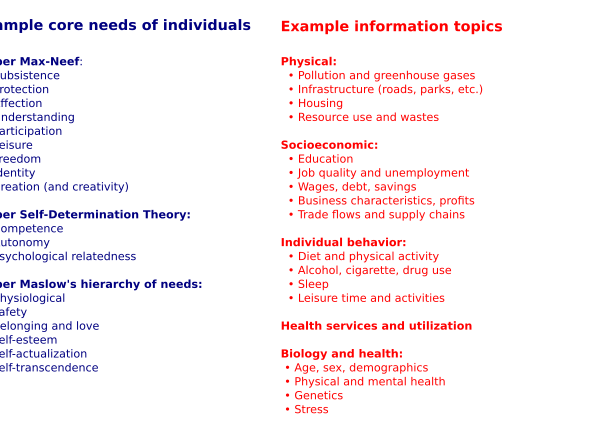 ample core needs of individuals
per Max-Neef:
ubsistence
rotection
ffection
nderstanding
articipation
eisure
reedom
dentity
reation (and creativity)
per Self-Determination Theory:
ompetence
utonomy
sychological relatedness
per Maslow's hierarchy of needs:
hysiological
afety
elonging and love
elf-esteem
elf-actualization
elf-transcendence
Example information topics
Physical:
• Pollution and greenhouse gases
• Infrastructure (roads, parks, etc.)
• Housing
• Resource use and wastes
Socioeconomic:
• Education
• Job quality and unemployment
• Wages, debt, savings
• Business characteristics, profits
• Trade flows and supply chains
Individual behavior:
• Diet and physical activity
• Alcohol, cigarette, drug use
• Sleep
• Leisure time and activities
Health services and utilization
Biology and health:
• Age, sex, demographics
• Physical and mental health
• Genetics
• Stress